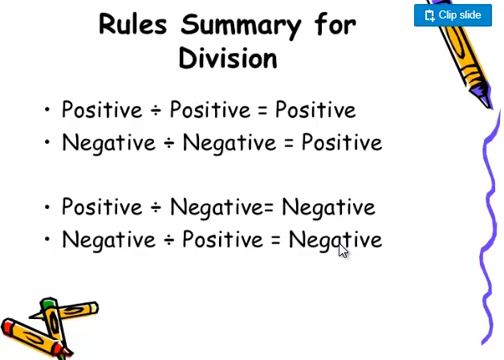 Clip slide
Rules Summary for
Division
• Positive ÷ Positive = Positive
• Negative ÷ Negative = Positive
• Positive ÷ Negative= Negative
• Negative ÷ Positive = Negative